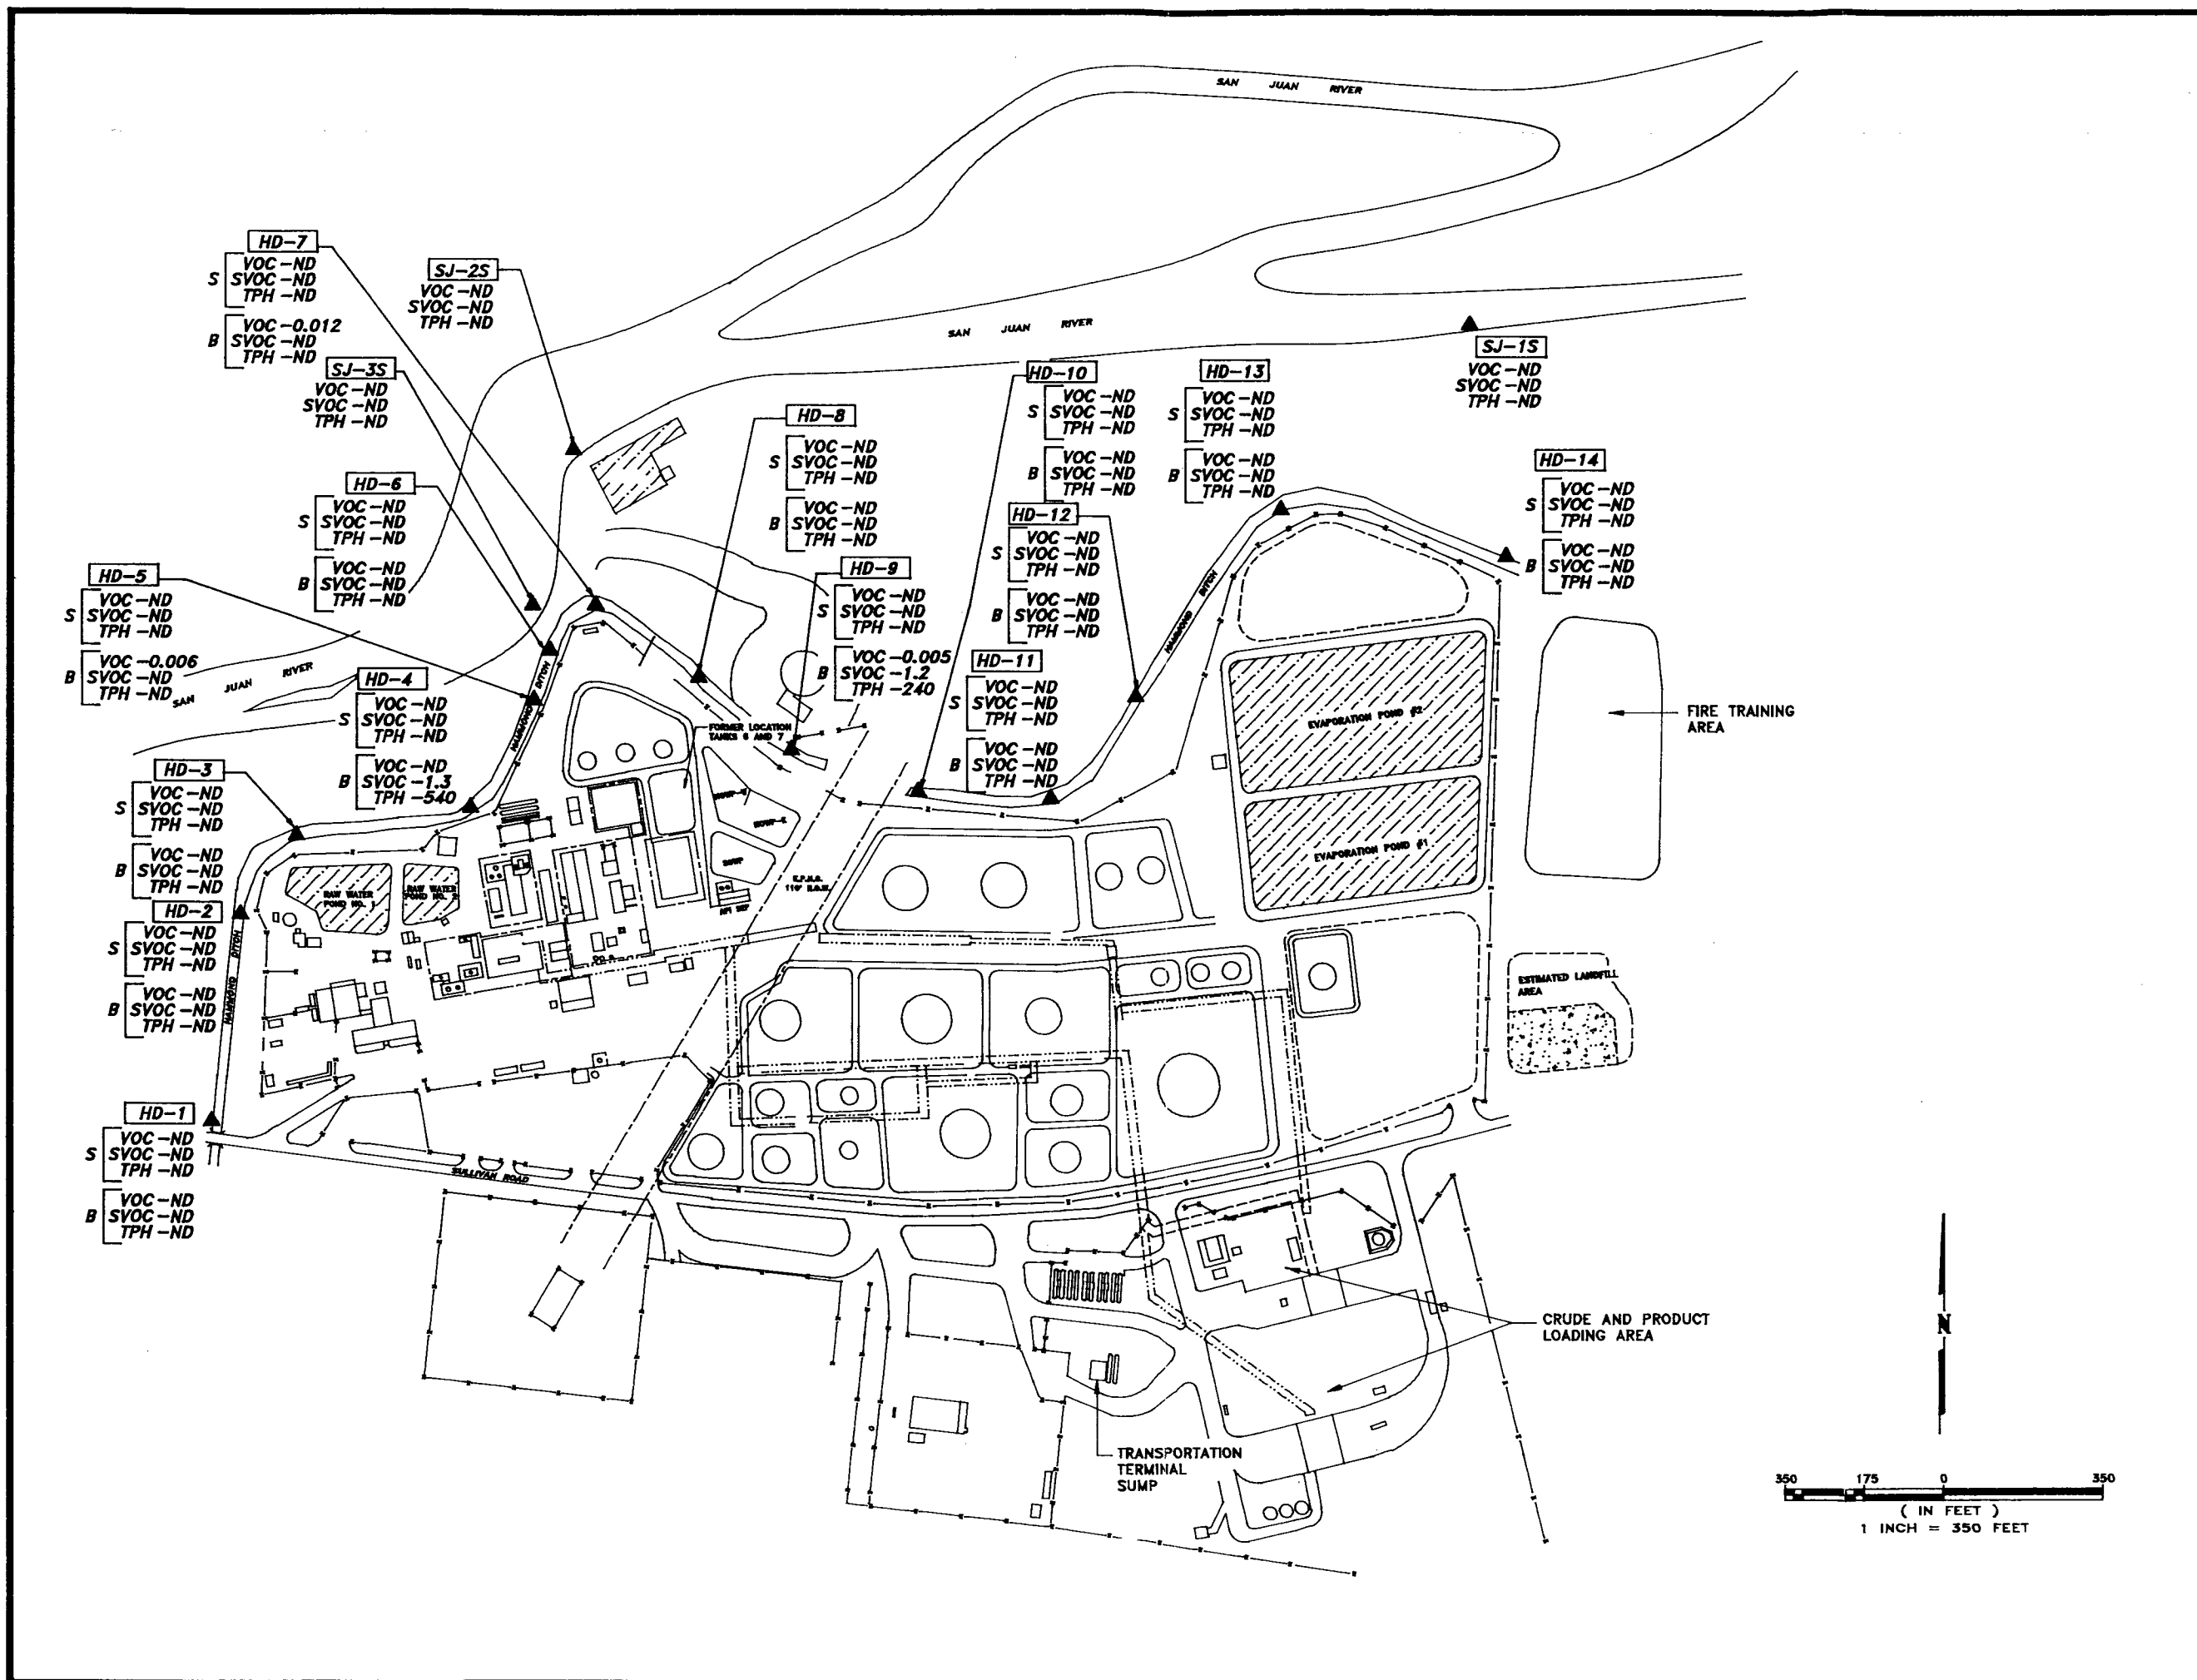 SAN JUAN RIVER
HD-7
S
VOC -ND
SVOC -ND
TPH -ND
B
VOC -0.012
SVOC -ND
TPH -ND
SJ-2S
VOC -ND
SVOC -ND
TPH -ND
SAN JUAN RIVER
SJ-1S
VOC -ND
SVOC -ND
TPH -ND
SJ-3S
VOC -ND
SVOC -ND
TPH -ND
HD-10
S
VOC -ND
SVOC -ND
TPH -ND
B
VOC -ND
SVOC -ND
TPH -ND
HD-13
S
VOC -ND
SVOC -ND
TPH -ND
B
VOC -ND
SVOC -ND
TPH -ND
HD-8
S
VOC -ND
SVOC -ND
TPH -ND
B
VOC -ND
SVOC -ND
TPH -ND
HD-14
S
VOC -ND
SVOC -ND
TPH -ND
B
VOC -ND
SVOC -ND
TPH -ND
HD-6
S
VOC -ND
SVOC -ND
TPH -ND
B
VOC -ND
SVOC -ND
TPH -ND
HD-12
S
VOC -ND
SVOC -ND
TPH -ND
B
VOC -ND
SVOC -ND
TPH -ND
HD-5
S
VOC -ND
SVOC -ND
TPH -ND
B
VOC -0.006
SVOC -ND
TPH -ND
SAN JUAN RIVER
HD-9
S
VOC -ND
SVOC -ND
TPH -ND
B
VOC -0.005
SVOC -1.2
TPH -240
HAMMOND DITCH
HD-4
S
VOC -ND
SVOC -ND
TPH -ND
B
VOC -ND
SVOC -1.3
TPH -540
HAMMOND DITCH
HD-11
S
VOC -ND
SVOC -ND
TPH -ND
B
VOC -ND
SVOC -ND
TPH -ND
FORMER LOCATION
TANKS 6 AND 7
EVAPORATION POND #2
EVAPORATION POND #1
FIRE TRAINING
AREA
HD-3
S
VOC -ND
SVOC -ND
TPH -ND
B
VOC -ND
SVOC -ND
TPH -ND
RAW WATER
POND NO. 1
RAW WATER
POND NO. 2
110' R.O.W.
API SEP
HD-2
S
VOC -ND
SVOC -ND
TPH -ND
B
VOC -ND
SVOC -ND
TPH -ND
HAMMOND DITCH
ESTIMATED LANDFILL
AREA
HD-1
S
VOC -ND
SVOC -ND
TPH -ND
B
VOC -ND
SVOC -ND
TPH -ND
SULLIVAN ROAD
CRUDE AND PRODUCT
LOADING AREA
TRANSPORTATION
TERMINAL
SUMP
N
350 175 0 350
( IN FEET )
1 INCH = 350 FEET